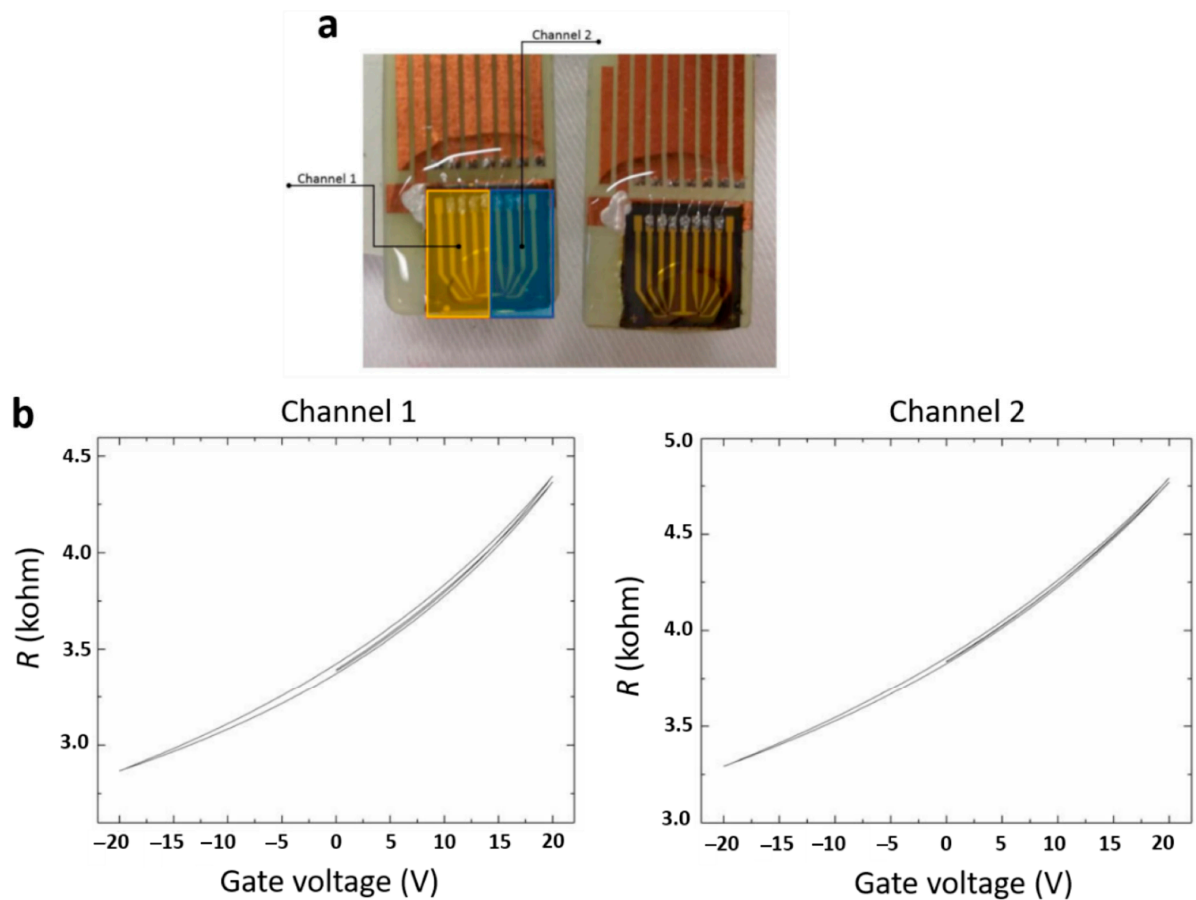 a
Channel 2
Channel 1
b
Channel 1
4.5
4.0
3.5
3.0
R (kohm)
–20 –15 –10 –5 0 5 10 15 20
Gate voltage (V)
Channel 2
5.0
4.5
4.0
3.5
3.0
R (kohm)
–20 –15 –10 –5 0 5 10 15 20
Gate voltage (V)